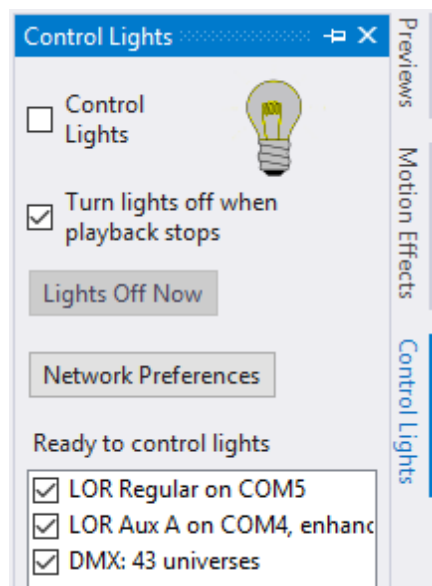 Control Lights
Control
Lights
Turn lights off when
playback stops
Lights Off Now
Network Preferences
Ready to control lights
LOR Regular on COM5
LOR Aux A on COM4, enhanc
DMX: 43 universes
Previews
Motion Effects
Control Lights